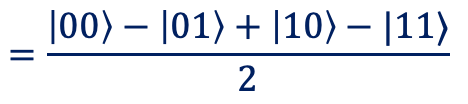 = |00⟩ − |01⟩ + |10⟩ − |11⟩
2